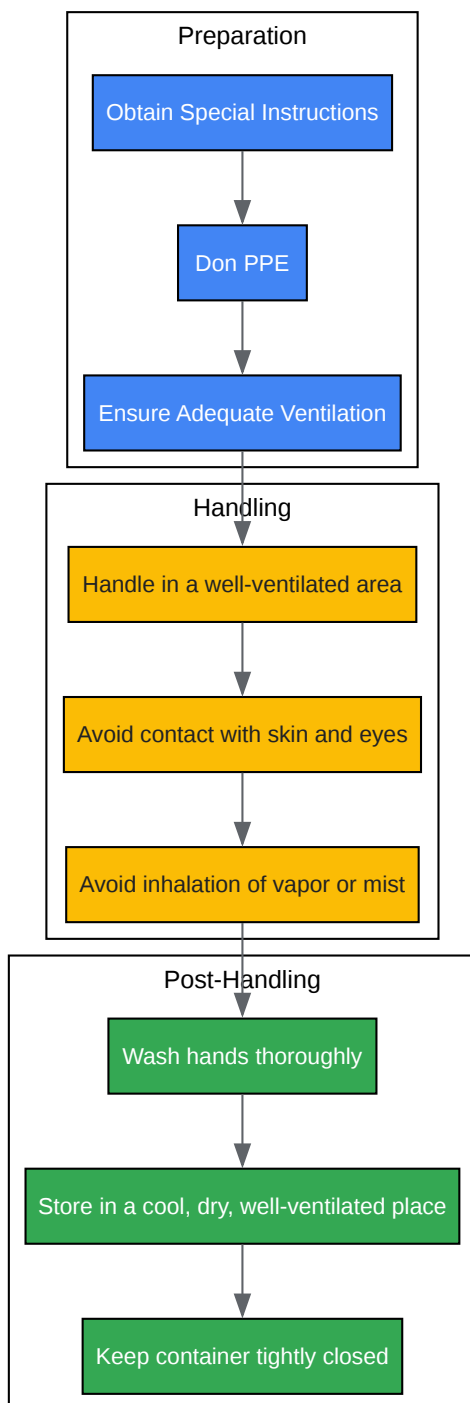 Preparation
Obtain Special Instructions
Don PPE
Ensure Adequate Ventilation
Handling
Handle in a well-ventilated area
Avoid contact with skin and eyes
Avoid inhalation of vapor or mist
Post-Handling
Wash hands thoroughly
Store in a cool, dry, well-ventilated place
Keep container tightly closed